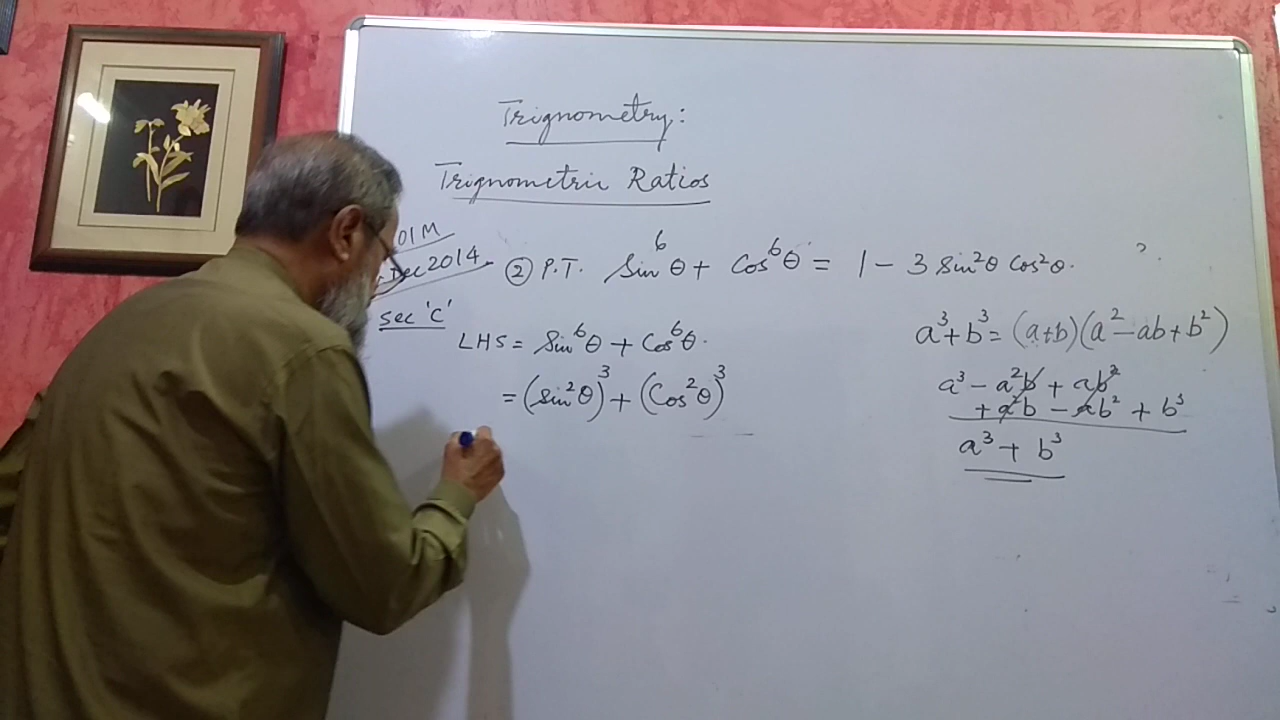 Trignometry:
Trignometric Ratios
01M
Dec 2014
② P.T. Sin⁶θ + Cos⁶θ = 1 − 3 Sin²θ Cos²θ.
sec 'C'
LHS = Sin⁶θ + Cos⁶θ.
= (Sin²θ)³ + (Cos²θ)³
a³+b³ = (a+b)(a²−ab+b²)
a³ − a²b + ab²
+ a²b − ab² + b³
a³ + b³